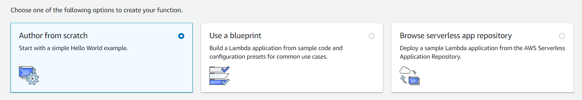 Choose one of the following options to create your function.
Author from scratch
Start with a simple Hello World example.
Use a blueprint
Build a Lambda application from sample code and
configuration presets for common use cases.
Browse serverless app repository
Deploy a sample Lambda application from the AWS Serverless
Application Repository.